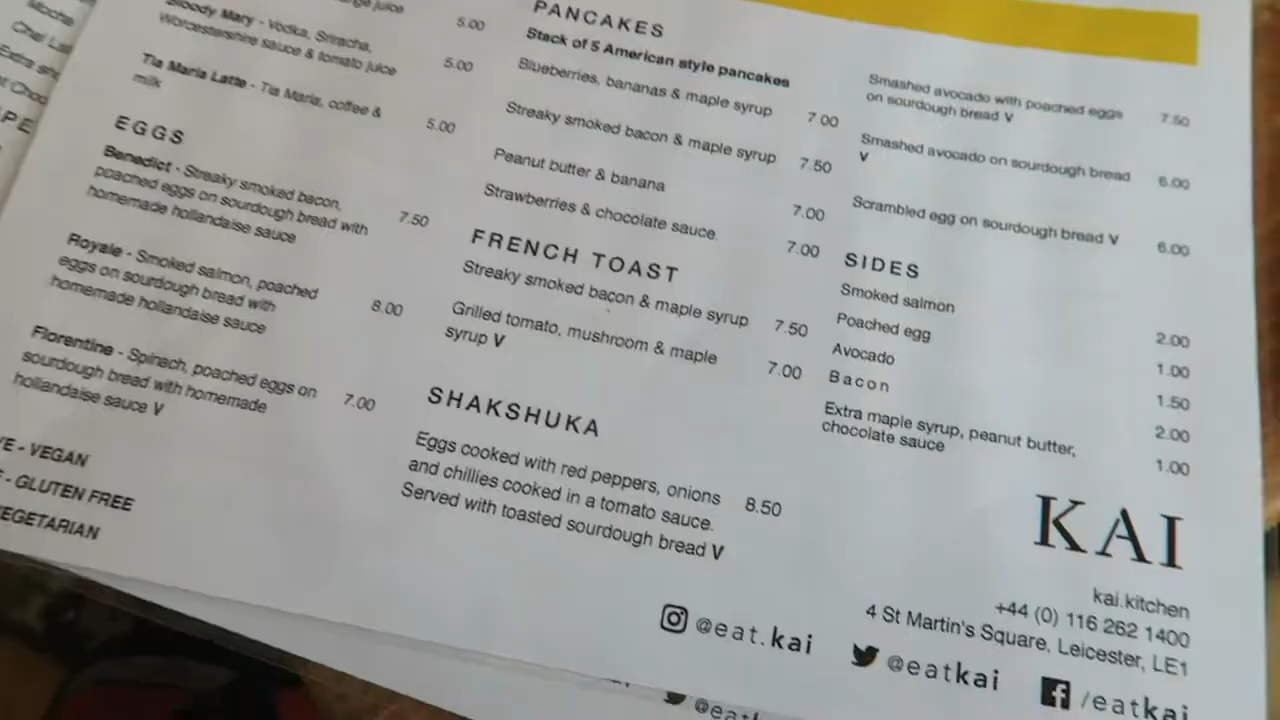 Mocha
juice
5.00
Bloody Mary - Vodka, Sriracha,
Worcestershire sauce & tomato juice
5.00
Tia Maria Latte - Tia Maria, coffee &
milk
5.00
EGGS
Benedict - Streaky smoked bacon,
poached eggs on sourdough bread with
homemade hollandaise sauce
7.50
Royale - Smoked salmon, poached
eggs on sourdough bread with
homemade hollandaise sauce
8.00
Florentine - Spinach, poached eggs on
sourdough bread with homemade
hollandaise sauce V
7.00
VE - VEGAN
- GLUTEN FREE
VEGETARIAN
PANCAKES
Stack of 5 American style pancakes
Blueberries, bananas & maple syrup
7.00
Streaky smoked bacon & maple syrup
7.50
Peanut butter & banana
7.00
Strawberries & chocolate sauce.
7.00
FRENCH TOAST
Streaky smoked bacon & maple syrup
7.50
Grilled tomato, mushroom & maple
syrup V
7.00
SHAKSHUKA
Eggs cooked with red peppers, onions
and chillies cooked in a tomato sauce.
Served with toasted sourdough bread V
8.50
Smashed avocado with poached eggs
on sourdough bread V
7.50
Smashed avocado on sourdough bread
V
6.00
Scrambled egg on sourdough bread V
6.00
SIDES
Smoked salmon
2.00
Poached egg
1.00
Avocado
1.50
Bacon
2.00
Extra maple syrup, peanut butter,
chocolate sauce
1.00
KAI
kai.kitchen
+44 (0) 116 262 1400
4 St Martin's Square, Leicester, LE1
@eat.kai
@eatkai
/eatkai